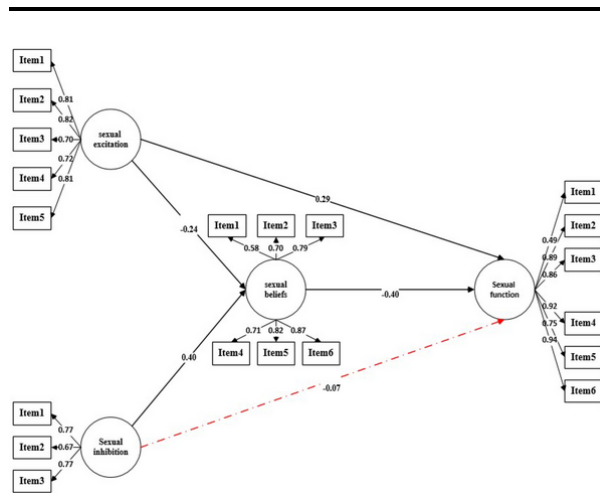 Item1
Item2
Item3
Item4
Item5
0.81
0.82
0.70
0.72
0.81
sexual
excitation
0.29
-0.24
Item1
Item2
Item3
0.58
0.70
0.79
sexual
beliefs
0.71
0.82
0.87
Item4
Item5
Item6
-0.40
0.40
-0.07
Sexual
function
Item1
Item2
Item3
Item4
Item5
Item6
0.49
0.89
0.86
0.92
0.75
0.94
Item1
Item2
Item3
0.77
0.67
0.77
Sexual
inhibition